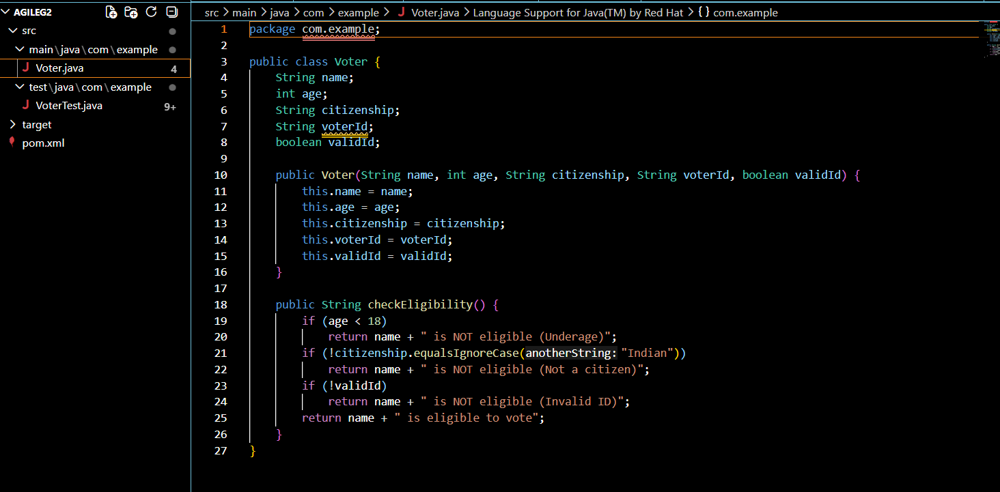 AGILEG2
src
main\java\com\example
J Voter.java 4
test\java\com\example
J VoterTest.java 9+
target
pom.xml
src > main > java > com > example > J Voter.java > Language Support for Java(TM) by Red Hat > {} com.example
1 package com.example;
2
3 public class Voter {
4     String name;
5     int age;
6     String citizenship;
7     String voterId;
8     boolean validId;
9
10     public Voter(String name, int age, String citizenship, String voterId, boolean validId) {
11         this.name = name;
12         this.age = age;
13         this.citizenship = citizenship;
14         this.voterId = voterId;
15         this.validId = validId;
16     }
17
18     public String checkEligibility() {
19         if (age < 18)
20             return name + " is NOT eligible (Underage)";
21         if (!citizenship.equalsIgnoreCase(anotherString: "Indian"))
22             return name + " is NOT eligible (Not a citizen)";
23         if (!validId)
24             return name + " is NOT eligible (Invalid ID)";
25         return name + " is eligible to vote";
26     }
27 }